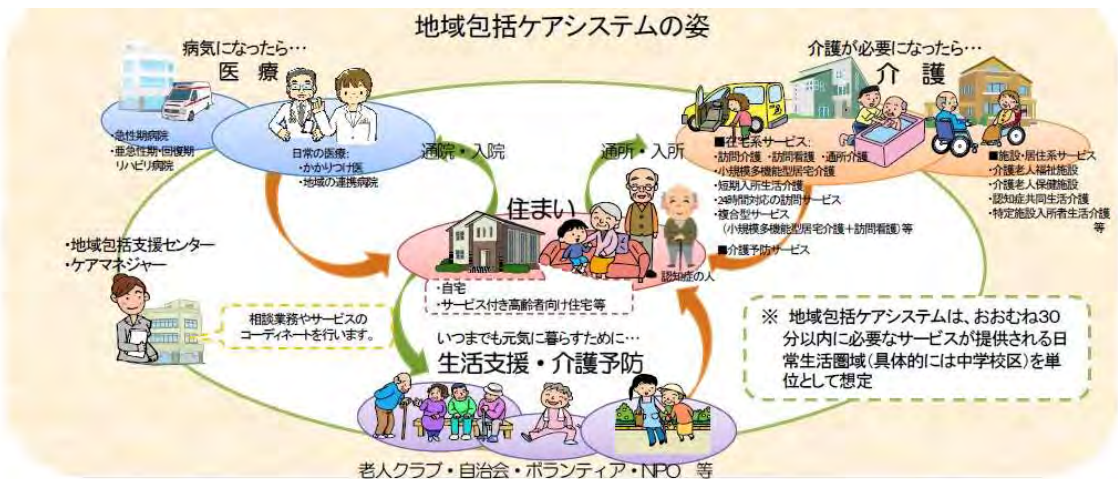 地域包括ケアシステムの姿
病気になったら…
医 療
・急性期病院
・亜急性期・回復期
リハビリ病院
日常の医療:
・かかりつけ医
・地域の連携病院
通院・入院
通所・入所
介護が必要になったら…
介 護
■在宅系サービス:
・訪問介護 ・訪問看護 ・通所介護
・小規模多機能型居宅介護
・短期入所生活介護
・24時間対応の訪問サービス
・複合型サービス
(小規模多機能型居宅介護+訪問看護)等
■介護予防サービス
■施設・居住系サービス
・介護老人福祉施設
・介護老人保健施設
・認知症共同生活介護
・特定施設入所者生活介護
等
住まい
認知症の人
・自宅
・サービス付き高齢者向け住宅等
・地域包括支援センター
・ケアマネジャー
相談業務やサービスの
コーディネートを行います。
いつまでも元気に暮らすために…
生活支援・介護予防
老人クラブ・自治会・ボランティア・NPO 等
※ 地域包括ケアシステムは、おおむね30
分以内に必要なサービスが提供される日
常生活圏域(具体的には中学校区)を単
位として想定